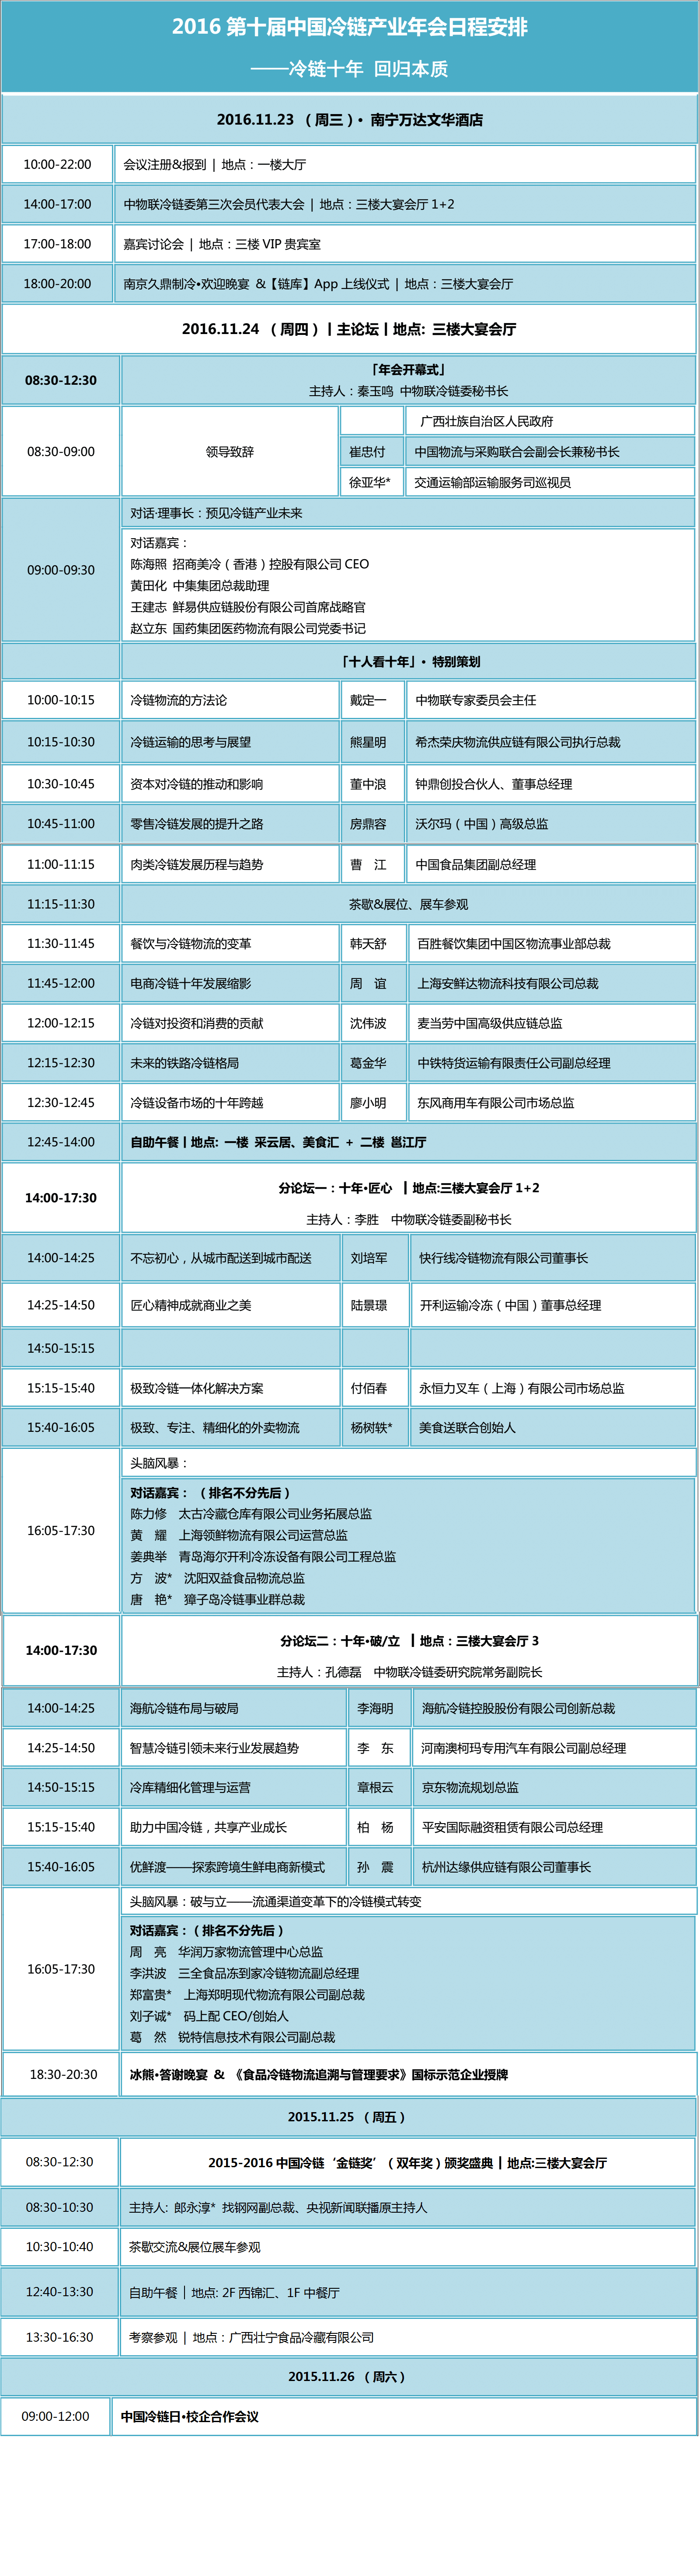 2016 第十届中国冷链产业年会日程安排
——冷链十年 回归本质
2016.11.23 （周三）• 南宁万达文华酒店
10:00-22:00 会议注册&报到 | 地点：一楼大厅
14:00-17:00 中物联冷链委第三次会员代表大会 | 地点：三楼大宴会厅 1+2
17:00-18:00 嘉宾讨论会 | 地点：三楼 VIP 贵宾室
18:00-20:00 南京久鼎制冷•欢迎晚宴 &【链库】App 上线仪式 | 地点：三楼大宴会厅
2016.11.24 （周四）丨主论坛丨地点: 三楼大宴会厅
08:30-12:30 「年会开幕式」
主持人：秦玉鸣 中物联冷链委秘书长
08:30-09:00 领导致辞
广西壮族自治区人民政府
崔忠付 中国物流与采购联合会副会长兼秘书长
徐亚华* 交通运输部运输服务司巡视员
09:00-09:30 对话·理事长：预见冷链产业未来
对话嘉宾：
陈海照 招商美冷（香港）控股有限公司 CEO
黄田化 中集集团总裁助理
王建志 鲜易供应链股份有限公司首席战略官
赵立东 国药集团医药物流有限公司党委书记
「十人看十年」• 特别策划
10:00-10:15 冷链物流的方法论 戴定一 中物联专家委员会主任
10:15-10:30 冷链运输的思考与展望 熊星明 希杰荣庆物流供应链有限公司执行总裁
10:30-10:45 资本对冷链的推动和影响 董中浪 钟鼎创投合伙人、董事总经理
10:45-11:00 零售冷链发展的提升之路 房鼎容 沃尔玛（中国）高级总监
11:00-11:15 肉类冷链发展历程与趋势 曹 江 中国食品集团副总经理
11:15-11:30 茶歇&展位、展车参观
11:30-11:45 餐饮与冷链物流的变革 韩天舒 百胜餐饮集团中国区物流事业部总裁
11:45-12:00 电商冷链十年发展缩影 周 谊 上海安鲜达物流科技有限公司总裁
12:00-12:15 冷链对投资和消费的贡献 沈伟波 麦当劳中国高级供应链总监
12:15-12:30 未来的铁路冷链格局 葛金华 中铁特货运输有限责任公司副总经理
12:30-12:45 冷链设备市场的十年跨越 廖小明 东风商用车有限公司市场总监
12:45-14:00 自助午餐丨地点: 一楼 采云居、美食汇 + 二楼 邕江厅
14:00-17:30 分论坛一：十年•匠心 ┃地点:三楼大宴会厅 1+2
主持人：李胜 中物联冷链委副秘书长
14:00-14:25 不忘初心，从城市配送到城市配送 刘培军 快行线冷链物流有限公司董事长
14:25-14:50 匠心精神成就商业之美 陆景璟 开利运输冷冻（中国）董事总经理
14:50-15:15
15:15-15:40 极致冷链一体化解决方案 付佰春 永恒力叉车（上海）有限公司市场总监
15:40-16:05 极致、专注、精细化的外卖物流 杨树轶* 美食送联合创始人
16:05-17:30 头脑风暴：
对话嘉宾： （排名不分先后）
陈力修 太古冷藏仓库有限公司业务拓展总监
黄 耀 上海领鲜物流有限公司运营总监
姜典举 青岛海尔开利冷冻设备有限公司工程总监
方 波* 沈阳双益食品物流总监
唐 艳* 獐子岛冷链事业群总裁
14:00-17:30 分论坛二：十年•破/立 ┃地点：三楼大宴会厅 3
主持人：孔德磊 中物联冷链委研究院常务副院长
14:00-14:25 海航冷链布局与破局 李海明 海航冷链控股股份有限公司创新总裁
14:25-14:50 智慧冷链引领未来行业发展趋势 李 东 河南澳柯玛专用汽车有限公司副总经理
14:50-15:15 冷库精细化管理与运营 章根云 京东物流规划总监
15:15-15:40 助力中国冷链，共享产业成长 柏 杨 平安国际融资租赁有限公司总经理
15:40-16:05 优鲜渡——探索跨境生鲜电商新模式 孙 震 杭州达缘供应链有限公司董事长
16:05-17:30 头脑风暴：破与立——流通渠道变革下的冷链模式转变
对话嘉宾：（排名不分先后）
周 亮 华润万家物流管理中心总监
李洪波 三全食品冻到家冷链物流副总经理
郑富贵* 上海郑明现代物流有限公司副总裁
刘子诚* 码上配 CEO/创始人
葛 然 锐特信息技术有限公司副总裁
18:30-20:30 冰熊•答谢晚宴 & 《食品冷链物流追溯与管理要求》国标示范企业授牌
2015.11.25 （周五）
08:30-12:30 2015-2016 中国冷链‘金链奖’（双年奖）颁奖盛典┃地点:三楼大宴会厅
08:30-10:30 主持人: 郎永淳* 找钢网副总裁、央视新闻联播原主持人
10:30-10:40 茶歇交流&展位展车参观
12:40-13:30 自助午餐 | 地点: 2F 西锦汇、1F 中餐厅
13:30-16:30 考察参观 | 地点：广西壮宁食品冷藏有限公司
2015.11.26 （周六）
09:00-12:00 中国冷链日•校企合作会议